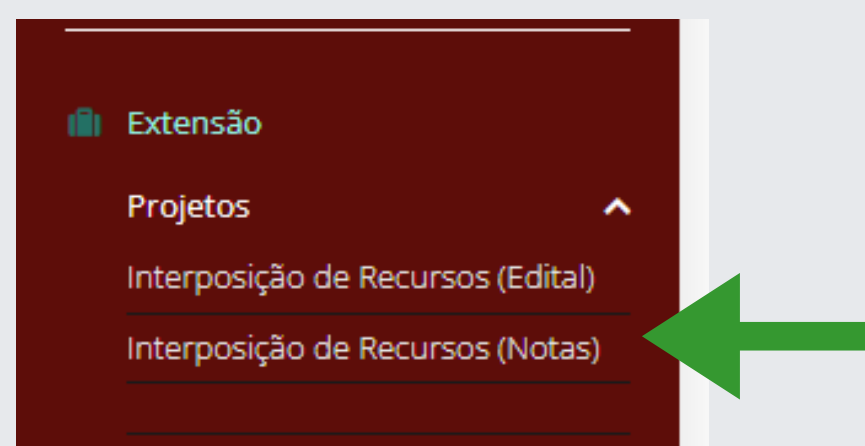 Extensão
Projetos
Interposição de Recursos (Edital)
Interposição de Recursos (Notas)